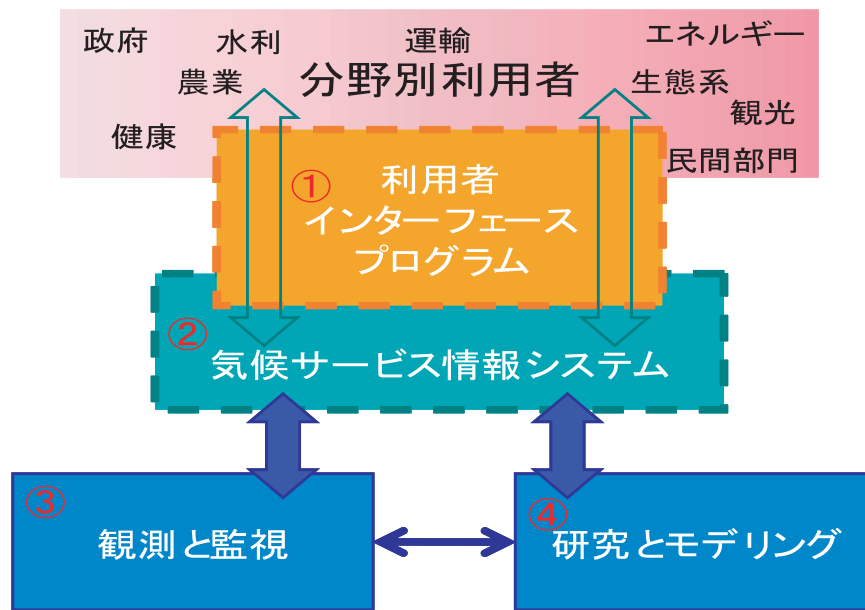 政府
水利
運輸
エネルギー
農業
分野別利用者
生態系
観光
健康
民間部門
①
利用者
インターフェース
プログラム
②
気候サービス情報システム
③
観測と監視
④
研究とモデリング